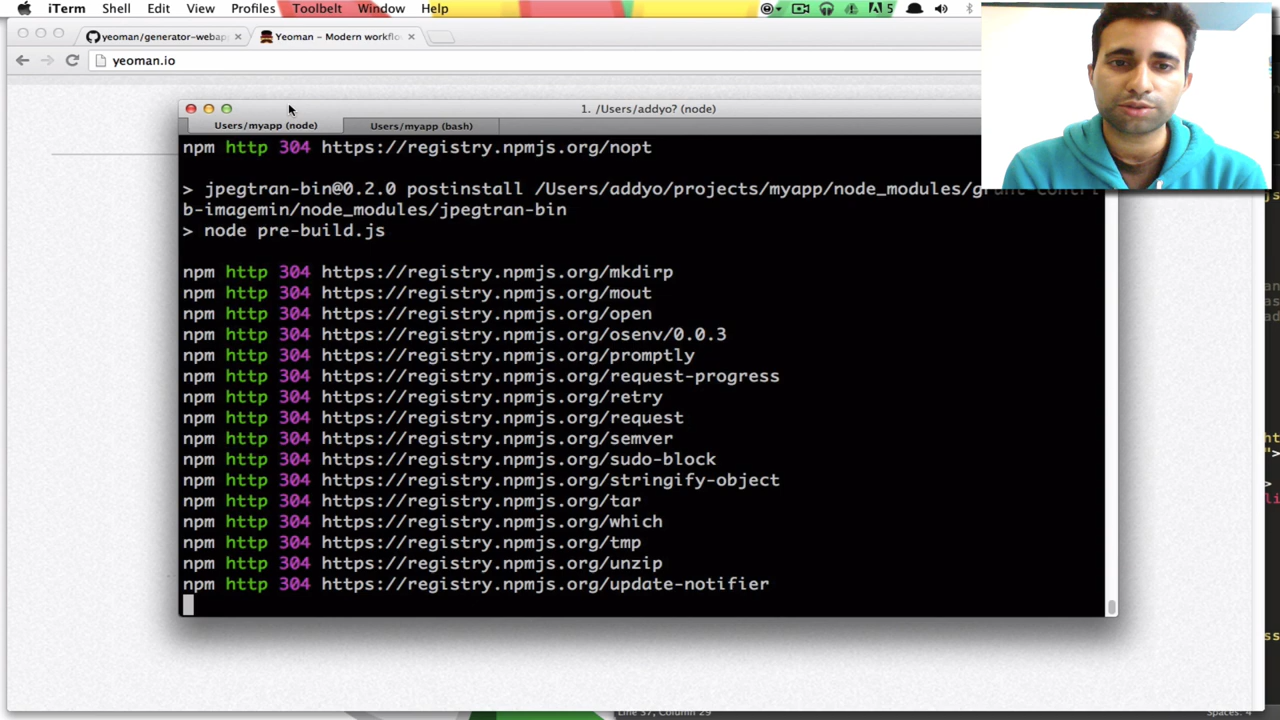 iTerm Shell Edit View Profiles Toolbelt Window Help
yeoman/generator-webap Yeoman – Modern workflo
yeoman.io
1. /Users/addyo? (node)
Users/myapp (node) Users/myapp (bash)
npm http 304 https://registry.npmjs.org/nopt
> jpegtran-bin@0.2.0 postinstall /Users/addyo/projects/myapp/node_modules/grunt-contri
b-imagemin/node_modules/jpegtran-bin
> node pre-build.js
npm http 304 https://registry.npmjs.org/mkdirp
npm http 304 https://registry.npmjs.org/mout
npm http 304 https://registry.npmjs.org/open
npm http 304 https://registry.npmjs.org/osenv/0.0.3
npm http 304 https://registry.npmjs.org/promptly
npm http 304 https://registry.npmjs.org/request-progress
npm http 304 https://registry.npmjs.org/retry
npm http 304 https://registry.npmjs.org/request
npm http 304 https://registry.npmjs.org/semver
npm http 304 https://registry.npmjs.org/sudo-block
npm http 304 https://registry.npmjs.org/stringify-object
npm http 304 https://registry.npmjs.org/tar
npm http 304 https://registry.npmjs.org/which
npm http 304 https://registry.npmjs.org/tmp
npm http 304 https://registry.npmjs.org/unzip
npm http 304 https://registry.npmjs.org/update-notifier
Line 37, Column 29 Spaces: 4